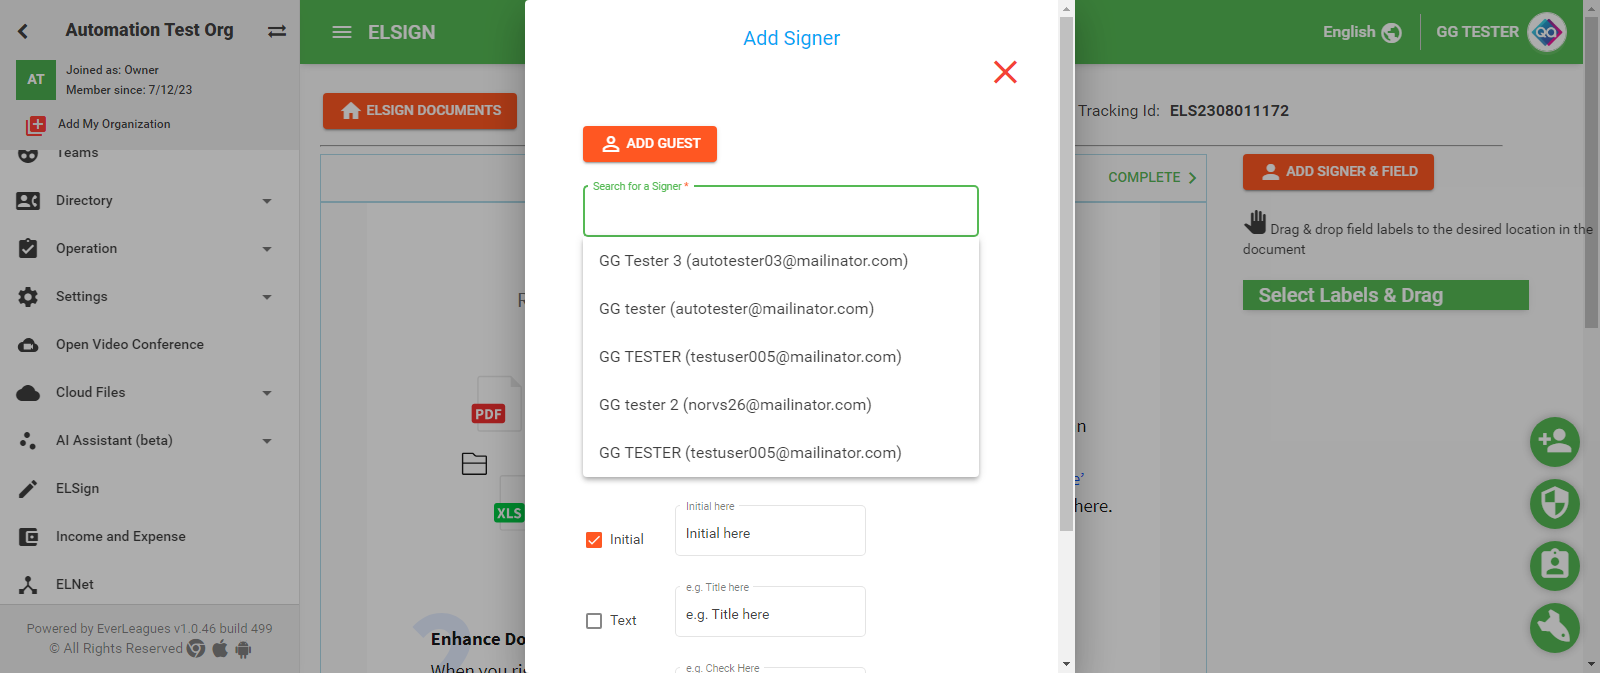 Automation Test Org
AT
Joined as: Owner
Member since: 7/12/23
Add My Organization
Teams
Directory
Operation
Settings
Open Video Conference
Cloud Files
AI Assistant (beta)
ELSign
Income and Expense
ELNet
Powered by EverLeagues v1.0.46 build 499
© All Rights Reserved
ELSIGN
English
GG TESTER
QA
ELSIGN DOCUMENTS
Tracking Id: ELS2308011172
COMPLETE
R
PDF
XLS
Enhance Do
When you ri
n
e’
here.
Add Signer
ADD GUEST
Search for a Signer *
GG Tester 3 (autotester03@mailinator.com)
GG tester (autotester@mailinator.com)
GG TESTER (testuser005@mailinator.com)
GG tester 2 (norvs26@mailinator.com)
GG TESTER (testuser005@mailinator.com)
Initial
Initial here
Initial here
Text
e.g. Title here
e.g. Title here
e.g. Check Here
ADD SIGNER & FIELD
Drag & drop field labels to the desired location in the
document
Select Labels & Drag